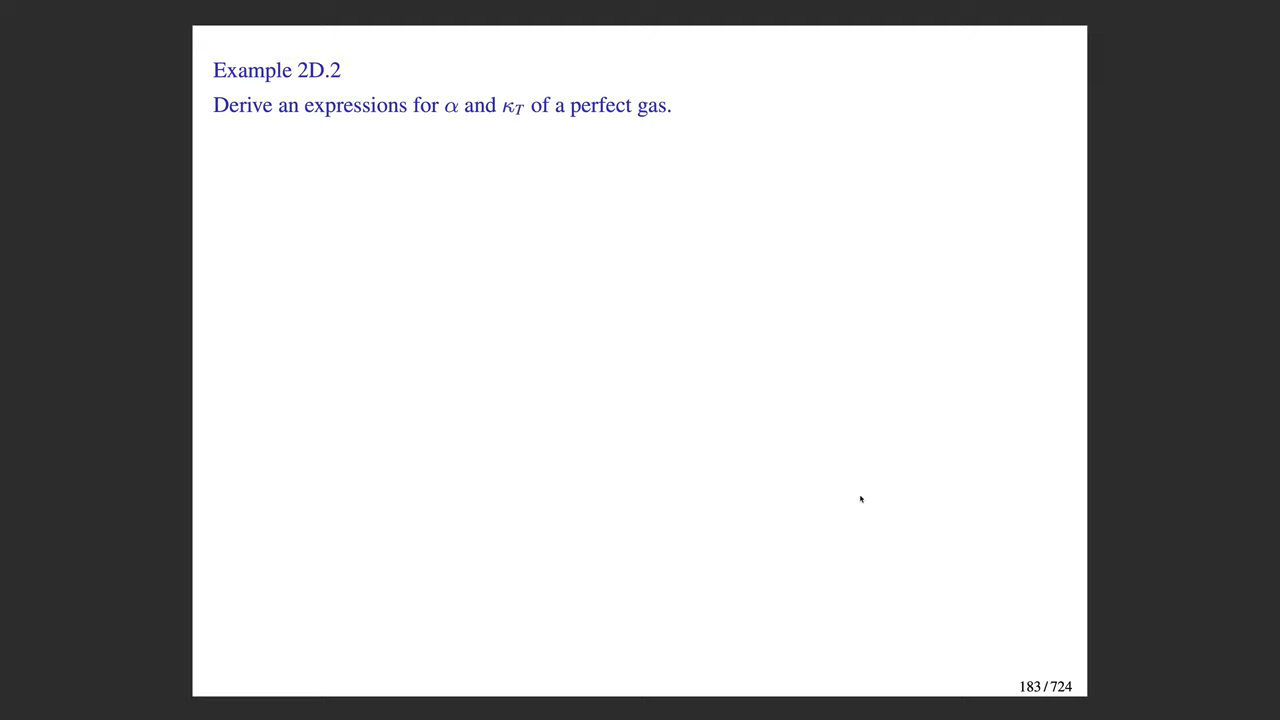 Example 2D.2
Derive an expressions for α and κ_T of a perfect gas.
183 / 724